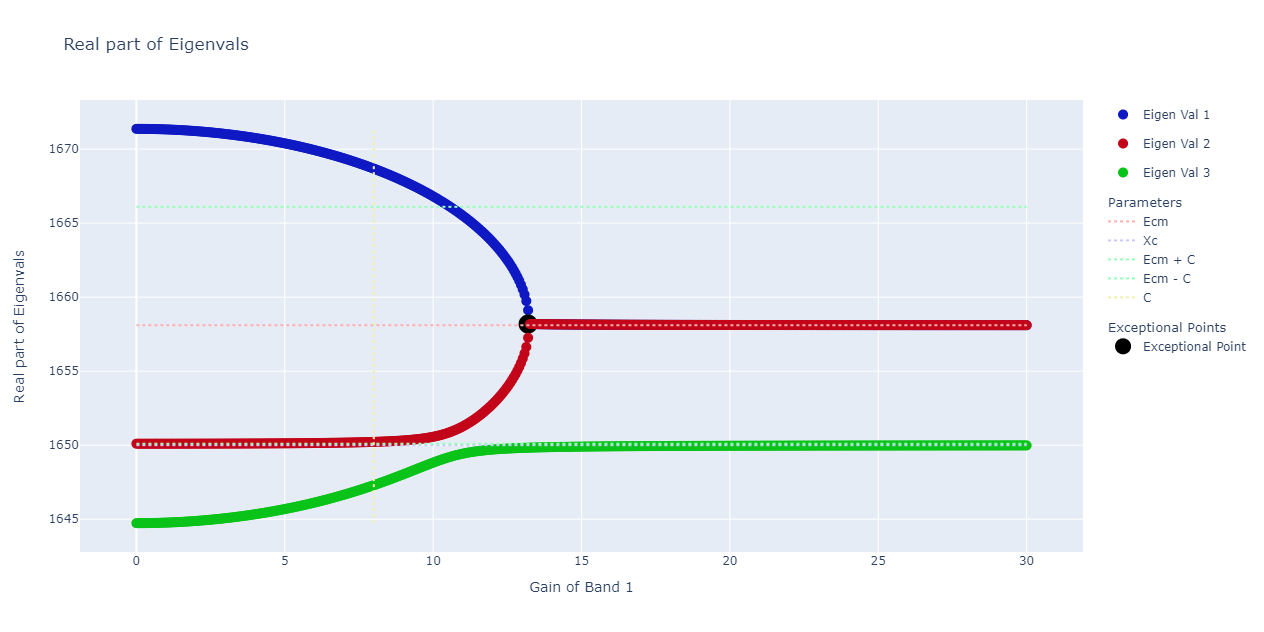 Real part of Eigenvals
Real part of Eigenvals
1670
1665
1660
1655
1650
1645
0 5 10 15 20 25 30
Gain of Band 1
Eigen Val 1
Eigen Val 2
Eigen Val 3
Parameters
Ecm
Xc
Ecm + C
Ecm - C
C
Exceptional Points
Exceptional Point